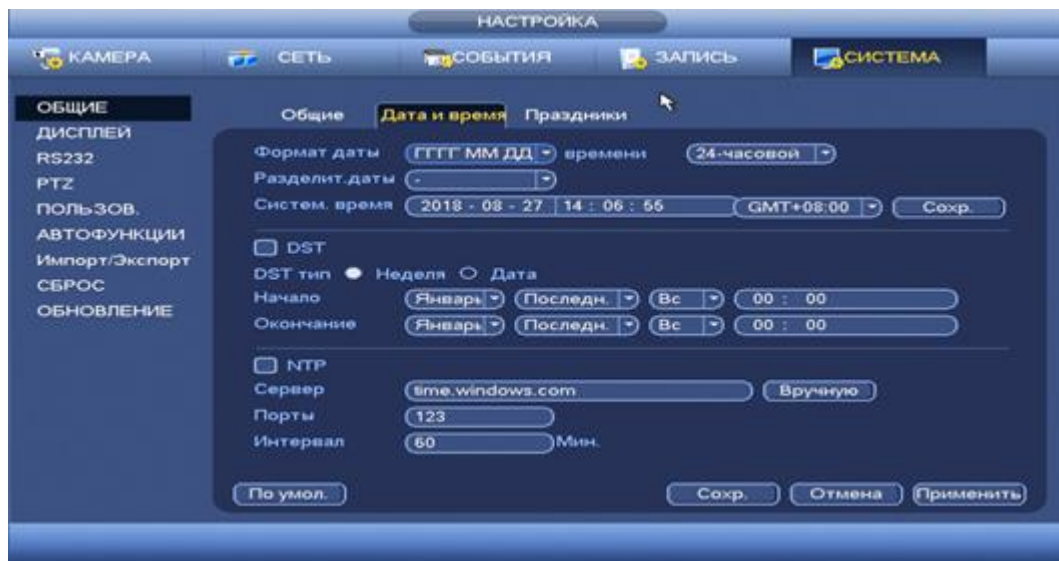 НАСТРОЙКА
КАМЕРА СЕТЬ СОБЫТИЯ ЗАПИСЬ СИСТЕМА
ОБЩИЕ
ДИСПЛЕЙ
RS232
PTZ
ПОЛЬЗОВ.
АВТОФУНКЦИИ
Импорт/Экспорт
СБРОС
ОБНОВЛЕНИЕ
Общие Дата и время Праздники
Формат даты ГГГГ ММ ДД времени 24-часовой
Разделит.даты -
Систем. время 2018 - 08 - 27 14 : 06 : 55 GMT+08:00 Сохр.
DST
DST тип Неделя Дата
Начало Январь Последн. Вс 00 : 00
Окончание Январь Последн. Вс 00 : 00
NTP
Сервер time.windows.com Вручную
Порты 123
Интервал 60 Мин.
По умол. Сохр. Отмена Применить